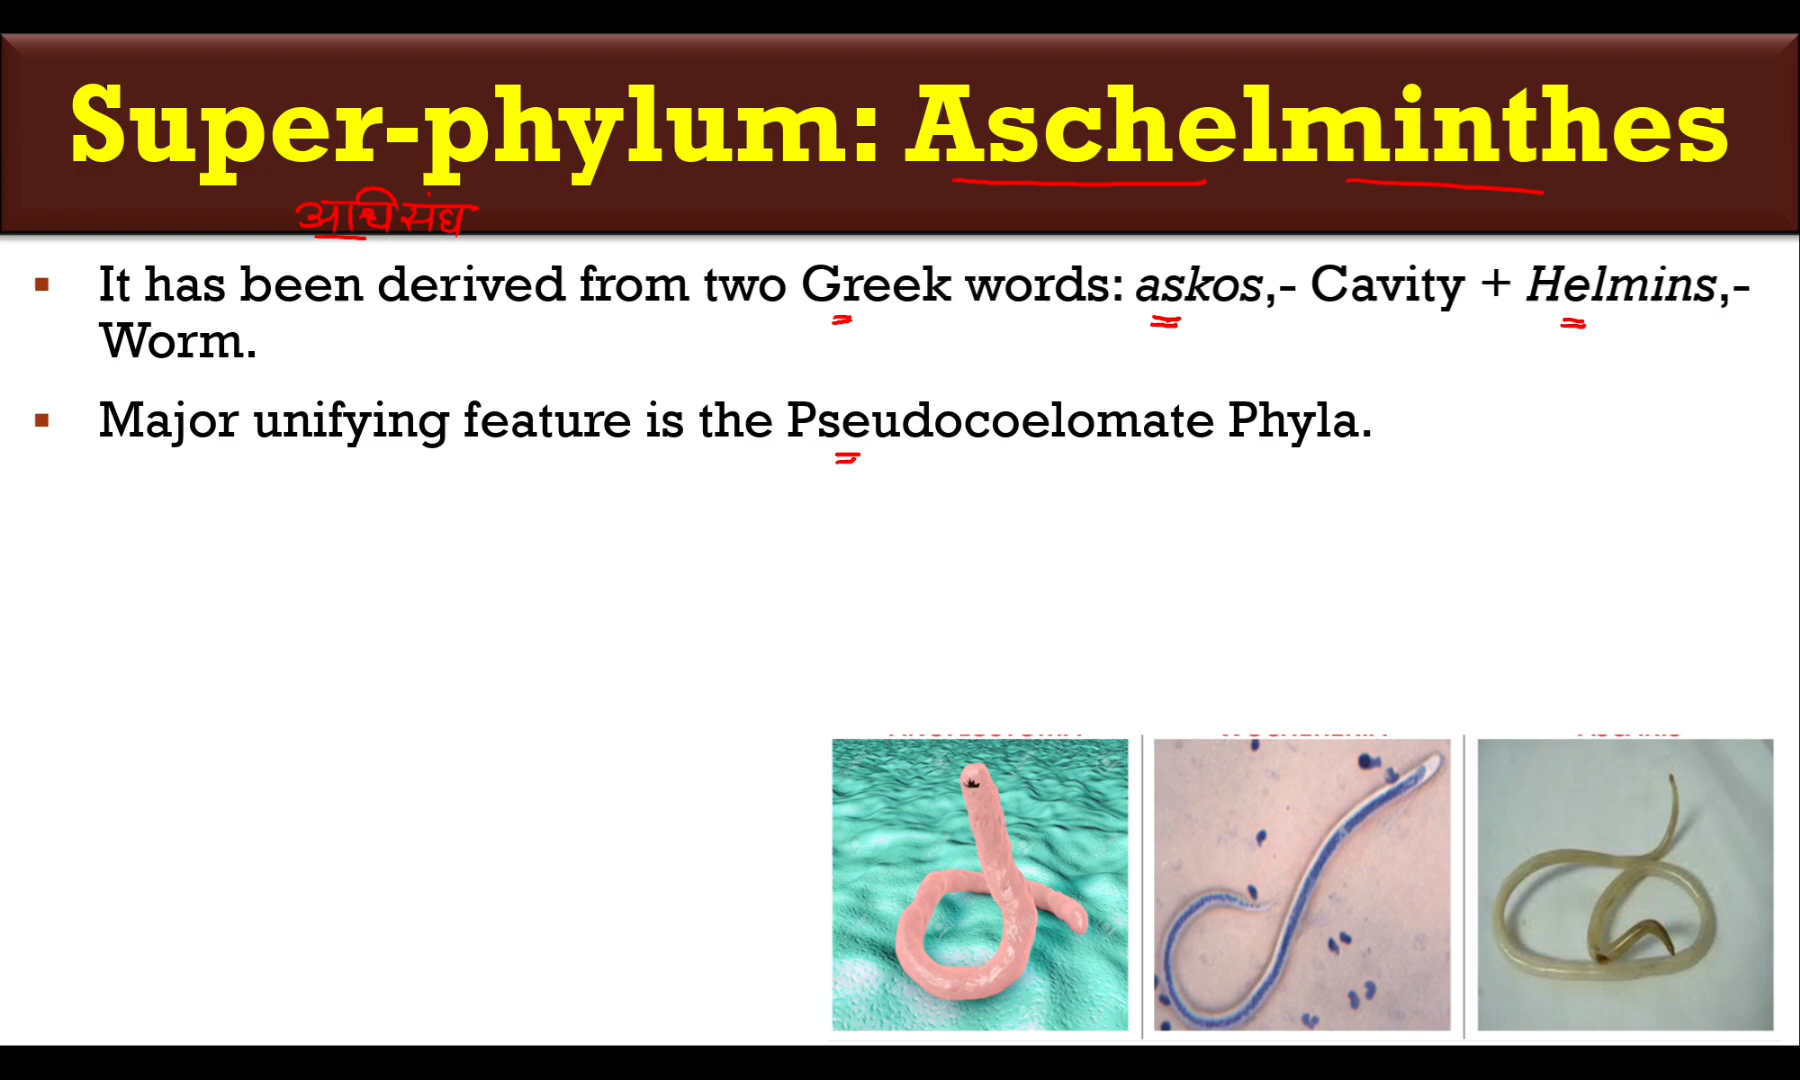 Super-phylum: Aschelminthes
अधिसंघ
▪ It has been derived from two Greek words: askos,- Cavity + Helmins,-
Worm.
▪ Major unifying feature is the Pseudocoelomate Phyla.